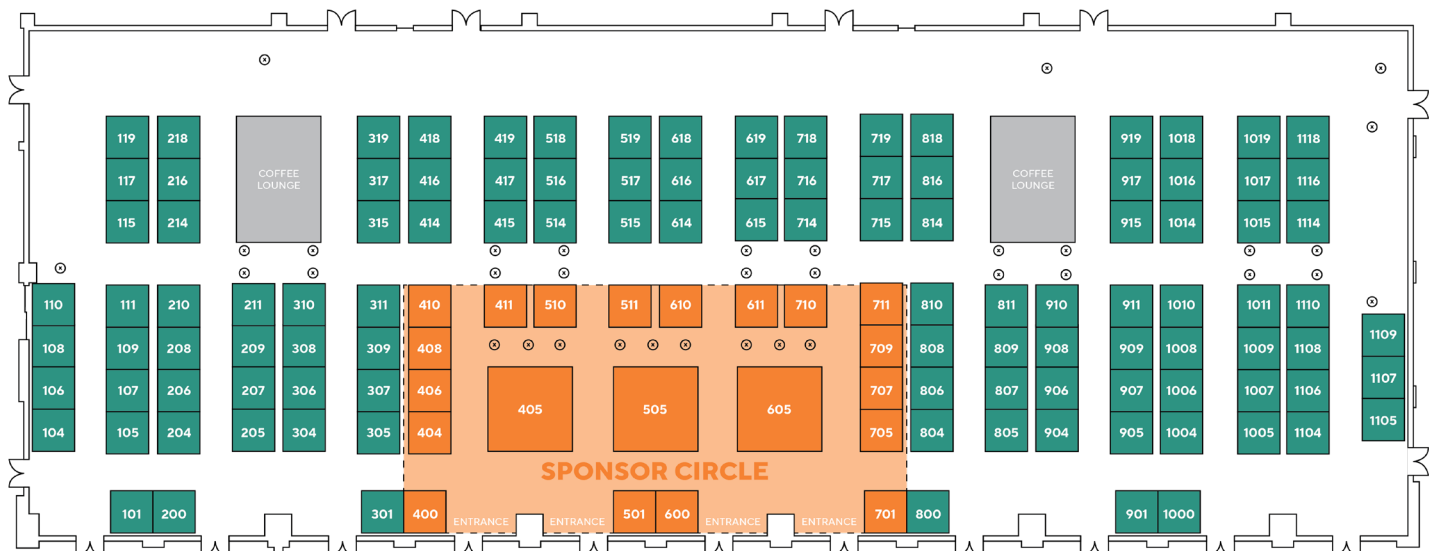 119 218 319 418 419 518 519 618 619 718 719 818 919 1018 1019 1118
COFFEE
LOUNGE
COFFEE
LOUNGE
117 216 317 416 417 516 517 616 617 716 717 816 917 1016 1017 1116
115 214 315 414 415 514 515 614 615 714 715 814 915 1014 1015 1114
110 111 210 211 310 311 410 411 510 511 610 611 710 711 810 811 910 911 1010 1011 1110
1109
108 109 208 209 308 309 408 709 808 809 908 909 1008 1009 1108
1107
106 107 206 207 306 307 406 707 806 807 906 907 1006 1007 1106
405 505 605
1105
104 105 204 205 304 305 404 705 804 805 904 905 1004 1005 1104
SPONSOR CIRCLE
101 200 301 400 501 600 701 800 901 1000
ENTRANCE ENTRANCE ENTRANCE ENTRANCE